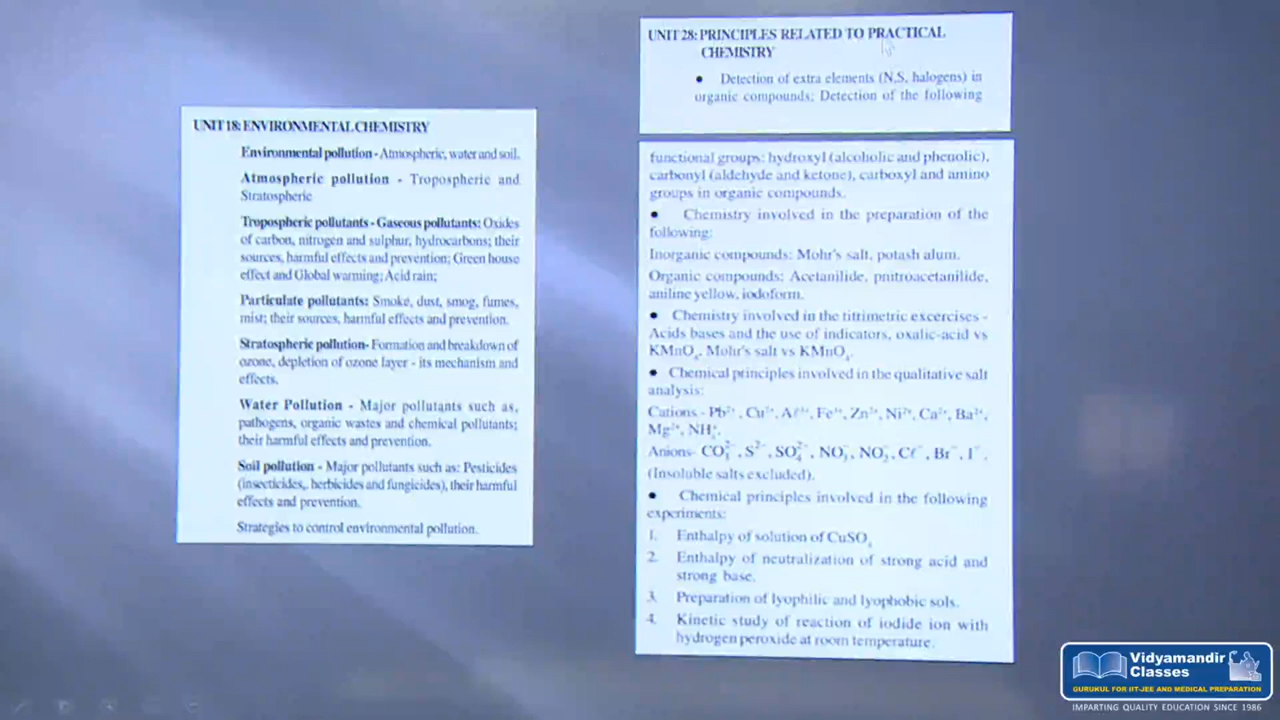 UNIT 18: ENVIRONMENTAL CHEMISTRY
Environmental pollution - Atmospheric, water and soil.
Atmospheric pollution - Tropospheric and
Stratospheric
Tropospheric pollutants - Gaseous pollutants: Oxides
of carbon, nitrogen and sulphur, hydrocarbons; their
sources, harmful effects and prevention; Green house
effect and Global warming; Acid rain;
Particulate pollutants: Smoke, dust, smog, fumes,
mist; their sources, harmful effects and prevention.
Stratospheric pollution- Formation and breakdown of
ozone, depletion of ozone layer - its mechanism and
effects.
Water Pollution - Major pollutants such as,
pathogens, organic wastes and chemical pollutants;
their harmful effects and prevention.
Soil pollution - Major pollutants such as: Pesticides
(insecticides,. herbicides and fungicides), their harmful
effects and prevention.
Strategies to control environmental pollution.
UNIT 28: PRINCIPLES RELATED TO PRACTICAL
CHEMISTRY
• Detection of extra elements (N,S, halogens) in
organic compounds; Detection of the following
functional groups: hydroxyl (alcoholic and phenolic),
carbonyl (aldehyde and ketone), carboxyl and amino
groups in organic compounds.
• Chemistry involved in the preparation of the
following:
Inorganic compounds: Mohr's salt, potash alum.
Organic compounds: Acetanilide, pnitroacetanilide,
aniline yellow, iodoform.
• Chemistry involved in the titrimetric excercises -
Acids bases and the use of indicators, oxalic-acid vs
KMnO₄, Mohr's salt vs KMnO₄.
• Chemical principles involved in the qualitative salt
analysis:
Cations - Pb²⁺, Cu²⁺, Aℓ³⁺, Fe³⁺, Zn²⁺, Ni²⁺, Ca²⁺, Ba²⁺,
Mg²⁺, NH₄⁺.
Anions- CO₃²⁻, S²⁻, SO₄²⁻, NO₃⁻, NO₂⁻, Cℓ⁻, Br⁻, I⁻.
(Insoluble salts excluded).
• Chemical principles involved in the following
experiments:
1. Enthalpy of solution of CuSO₄
2. Enthalpy of neutralization of strong acid and
strong base.
3. Preparation of lyophilic and lyophobic sols.
4. Kinetic study of reaction of iodide ion with
hydrogen peroxide at room temperature.
Vidyamandir
Classes
GURUKUL FOR IIT-JEE AND MEDICAL PREPARATION
IMPARTING QUALITY EDUCATION SINCE 1986